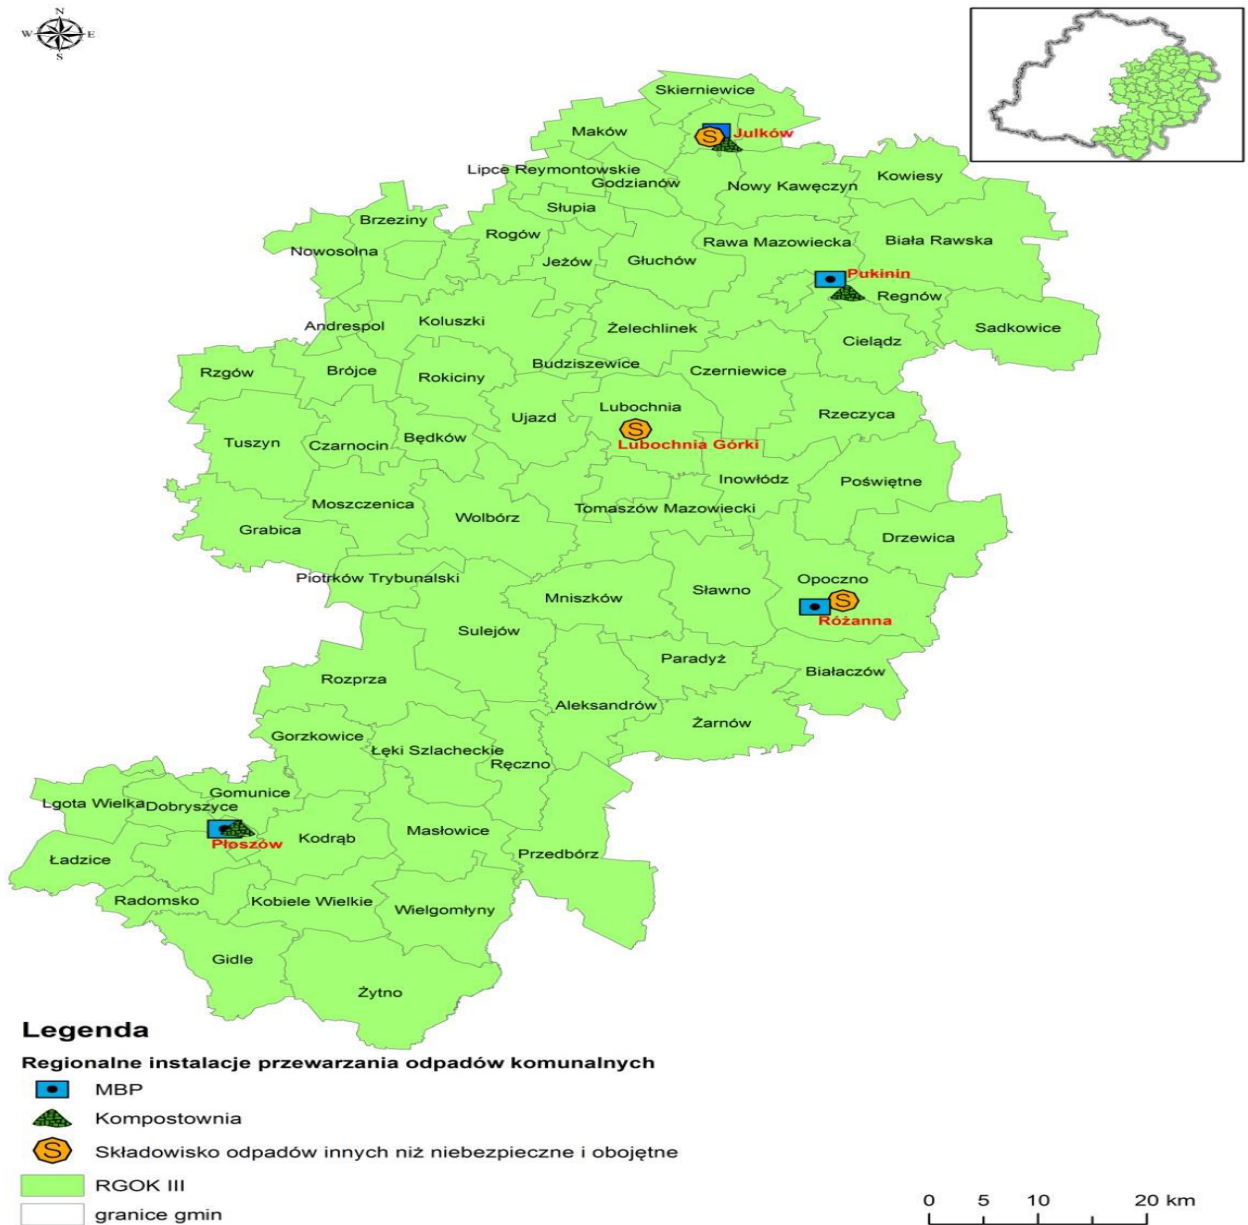 N
W E
S
Skierniewice
Maków
Julków
S
Lipce Reymontowskie
Godzianów
Nowy Kawęczyn
Kowiesy
Słupia
Brzeziny
Rogów
Rawa Mazowiecka
Biała Rawska
Nowosolna
Jeżów
Głuchów
Pukinin
Regnów
Andrespol
Koluszki
Żelechlinek
Sadkowice
Cielądz
Budziszewice
Rzgów
Brójce
Rokiciny
Czerniewice
Lubochnia
Rzeczyca
Ujazd
S
Tuszyn
Czarnocin
Będków
Lubochnia Górki
Inowłódz
Poświętne
Moszczenica
Tomaszów Mazowiecki
Wolbórz
Grabica
Drzewica
Piotrków Trybunalski
Opoczno
Sławno
Mniszków
S
Różanna
Sulejów
Paradyż
Białaczów
Rozprza
Aleksandrów
Żarnów
Gorzkowice
Łęki Szlacheckie
Ręczno
Gomunice
Lgota Wielka
Dobryszyce
Masłowice
Kodrąb
Płoszów
Przedbórz
Ładzice
Radomsko
Kobiele Wielkie
Wielgomłyny
Gidle
Żytno
Legenda
Regionalne instalacje przewarzania odpadów komunalnych
MBP
Kompostownia
S Składowisko odpadów innych niż niebezpieczne i obojętne
RGOK III
granice gmin
0 5 10 20 km